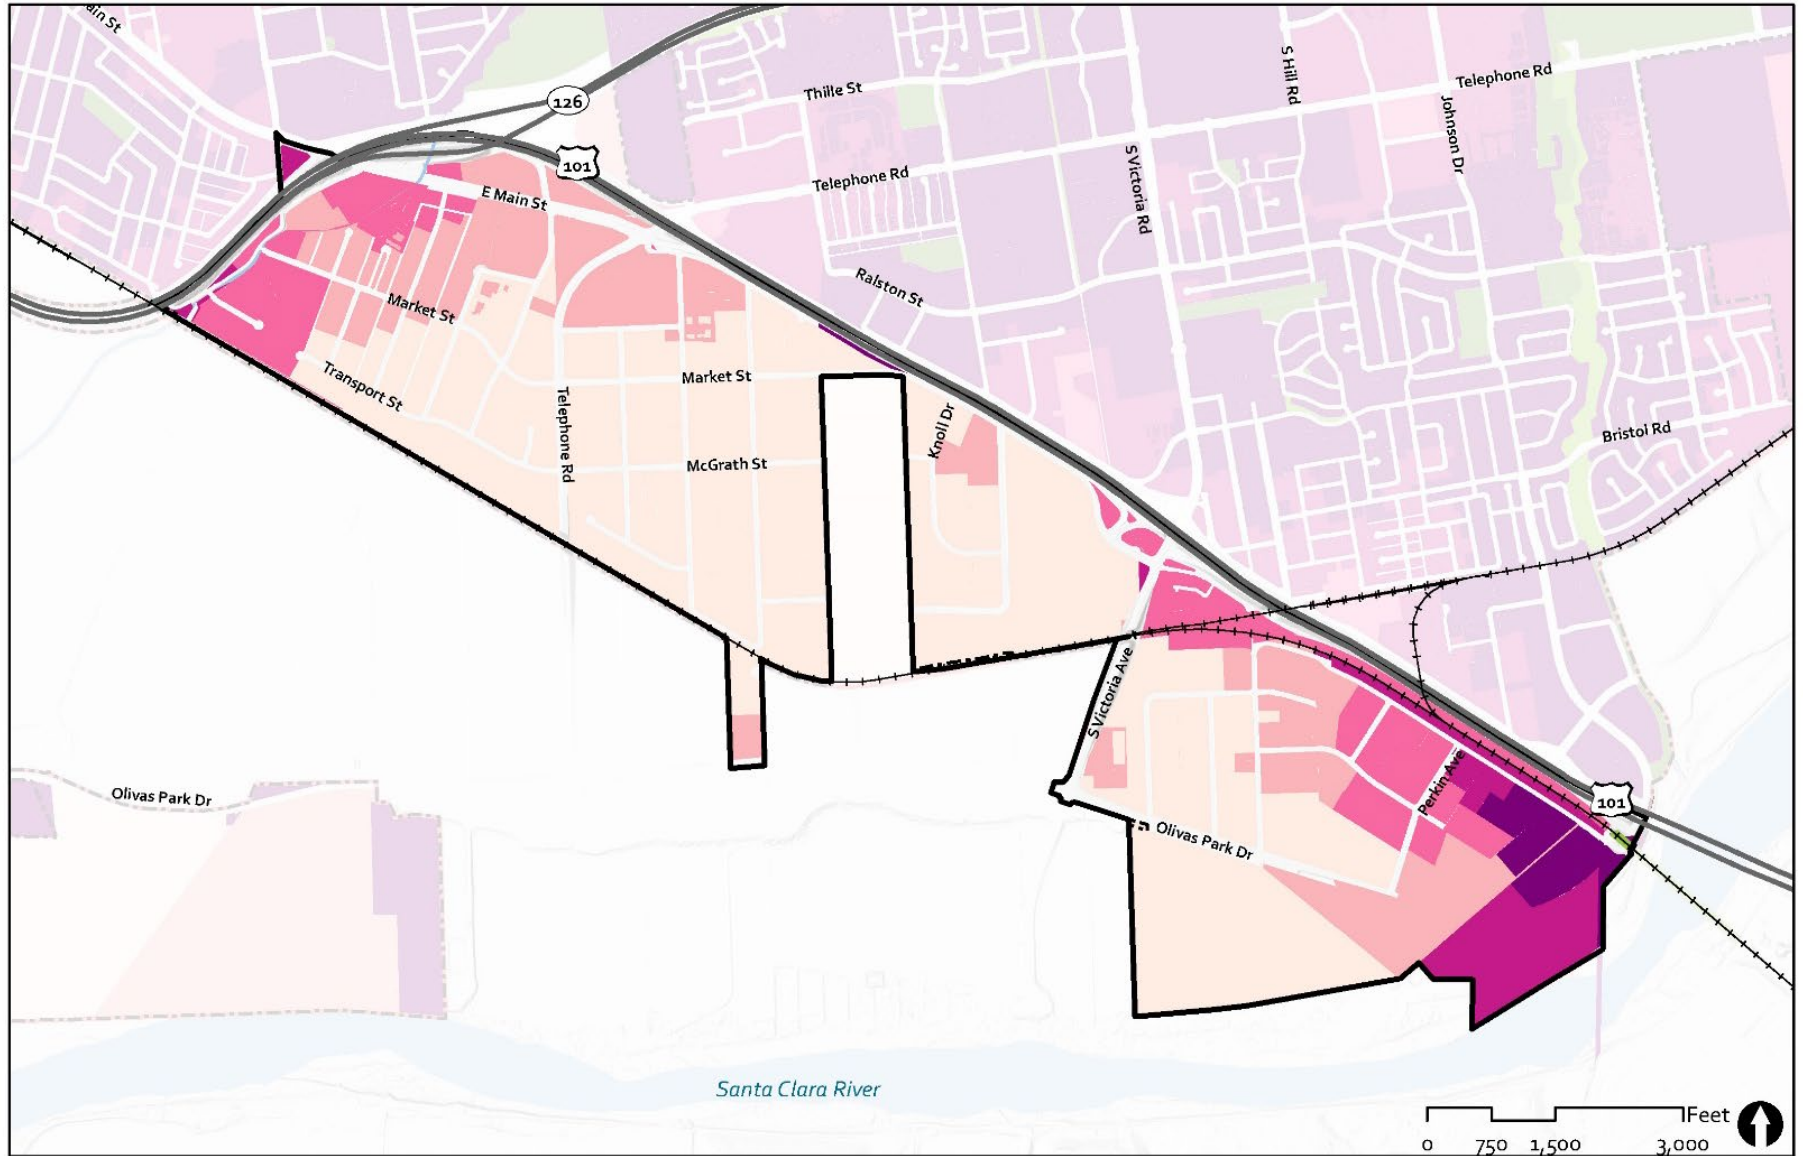 ain St
126
101
Thille St
S Hill Rd
Telephone Rd
Johnson Dr
Telephone Rd
S Victoria Rd
E Main St
Ralston St
Market St
Transport St
Telephone Rd
Market St
McGrath St
Knoll Dr
Bristol Rd
S Victoria Ave
Perkin Ave
101
Olivas Park Dr
Olivas Park Dr
Santa Clara River
Feet
0 750 1,500 3,000